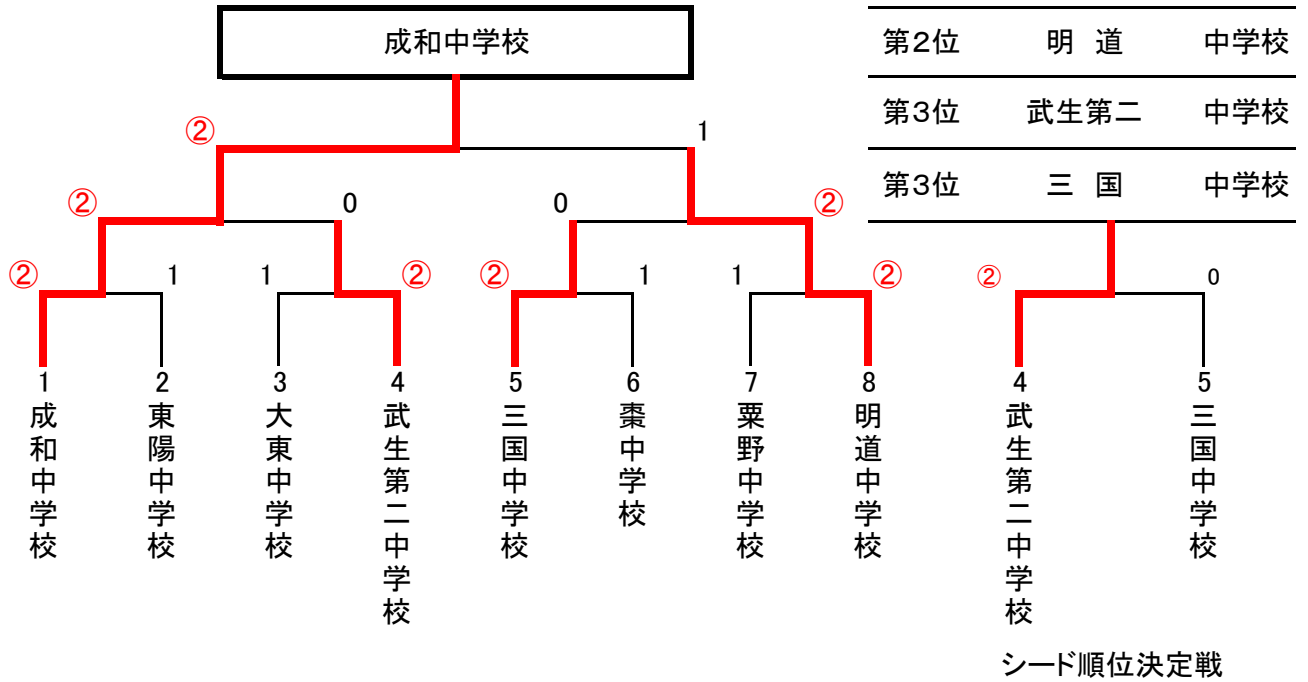 成和中学校
第2位 明 道 中学校
第3位 武生第二 中学校
第3位 三 国 中学校
② 1
② 0 0 ②
② 1 1 ② ② 1 1 ② ② 0
1 2 3 4 5 6 7 8 4 5
成和中学校
東陽中学校
大東中学校
武生第二中学校
三国中学校
棗中学校
粟野中学校
明道中学校
武生第二中学校
三国中学校
シード順位決定戦